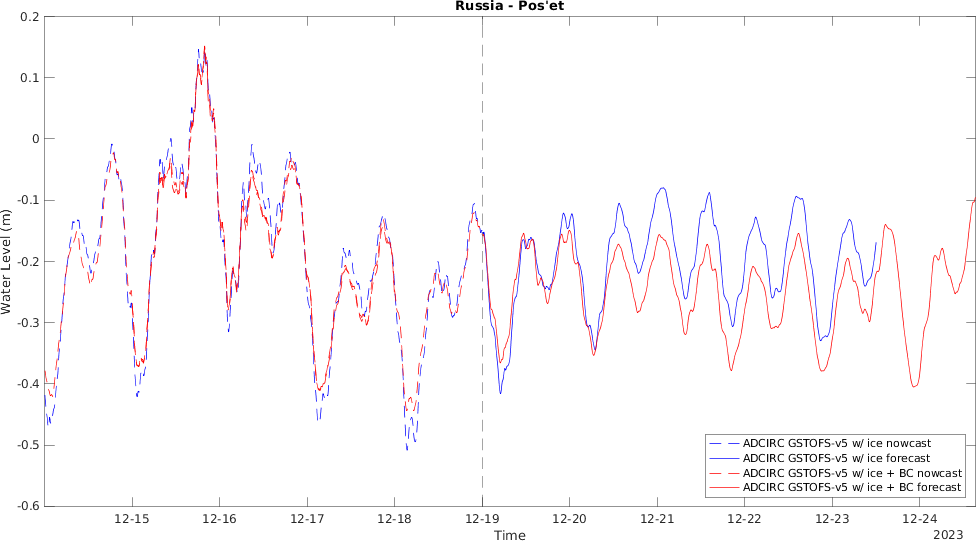 Russia - Pos'et
0.2
0.1
0
-0.1
-0.2
-0.3
-0.4
-0.5
-0.6
Water Level (m)
ADCIRC GSTOFS-v5 w/ ice nowcast
ADCIRC GSTOFS-v5 w/ ice forecast
ADCIRC GSTOFS-v5 w/ ice + BC nowcast
ADCIRC GSTOFS-v5 w/ ice + BC forecast
12-15 12-16 12-17 12-18 12-19 12-20 12-21 12-22 12-23 12-24
Time
2023